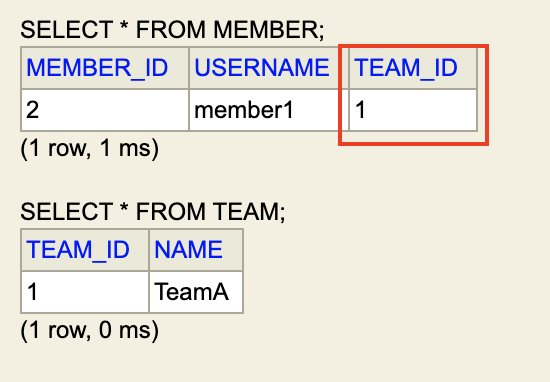 SELECT * FROM MEMBER;
MEMBER_ID USERNAME TEAM_ID
2 member1 1
(1 row, 1 ms)
SELECT * FROM TEAM;
TEAM_ID NAME
1 TeamA
(1 row, 0 ms)